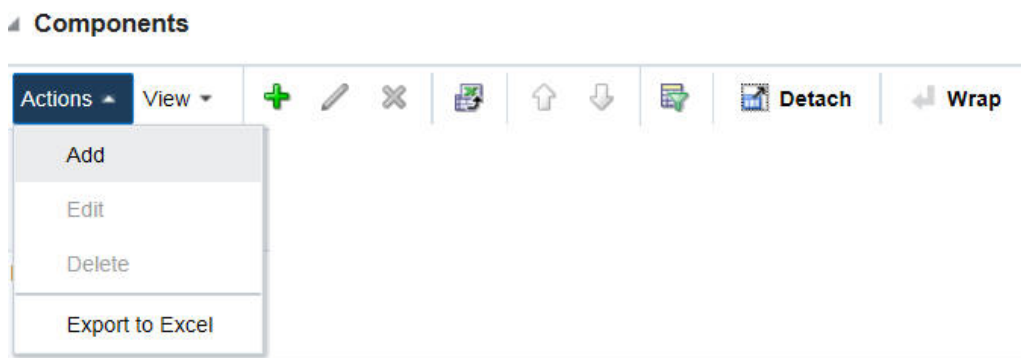 Components
Actions View Detach Wrap
Add
Edit
Delete
Export to Excel